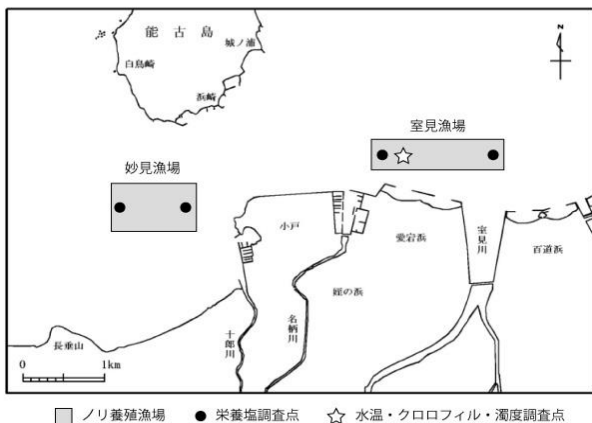 能古島
城ノ浦
白鳥崎
浜崎
N
室見漁場
妙見漁場
小戸
愛宕浜
室見川
百道浜
姪の浜
名柄川
十郎川
長垂山
0 1km
ノリ養殖漁場 栄養塩調査点 水温・クロロフィル・濁度調査点